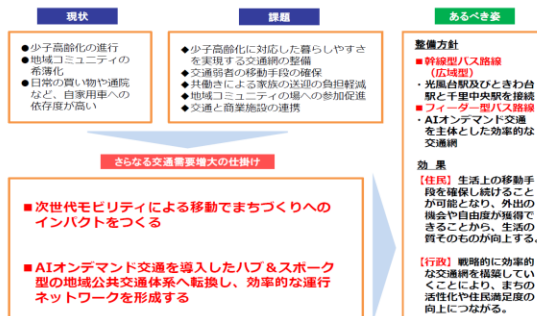 現状
●少子高齢化の進行
●地域コミュニティの
希薄化
●日常の買い物や通院
など、自家用車への
依存度が高い
課題
◆少子高齢化に対応した暮らしやすさ
を実現する交通網の整備
◆交通弱者の移動手段の確保
◆共働きによる家族の送迎の負担軽減
◆地域コミュニティの場への参加促進
◆交通と商業施設の連携
さらなる交通需要増大の仕掛け
■次世代モビリティによる移動でまちづくりへの
インパクトをつくる
■AIオンデマンド交通を導入したハブ＆スポーク
型の地域公共交通体系へ転換し、効率的な運行
ネットワークを形成する
あるべき姿
整備方針
■幹線型バス路線
（広域型）
・光風台駅及びときわ台
駅と千里中央駅を接続
■フィーダー型バス路線
・AIオンデマンド交通
を主体とした効率的な
交通網
効　果
【住民】生活上の移動手
段を確保し続けること
が可能となり、外出の
機会や自由度が獲得で
きることから、生活の
質そのものが向上する。
【行政】戦略的に効率的
な交通網を構築してい
くことにより、まちの
活性化や住民満足度の
向上につながる。